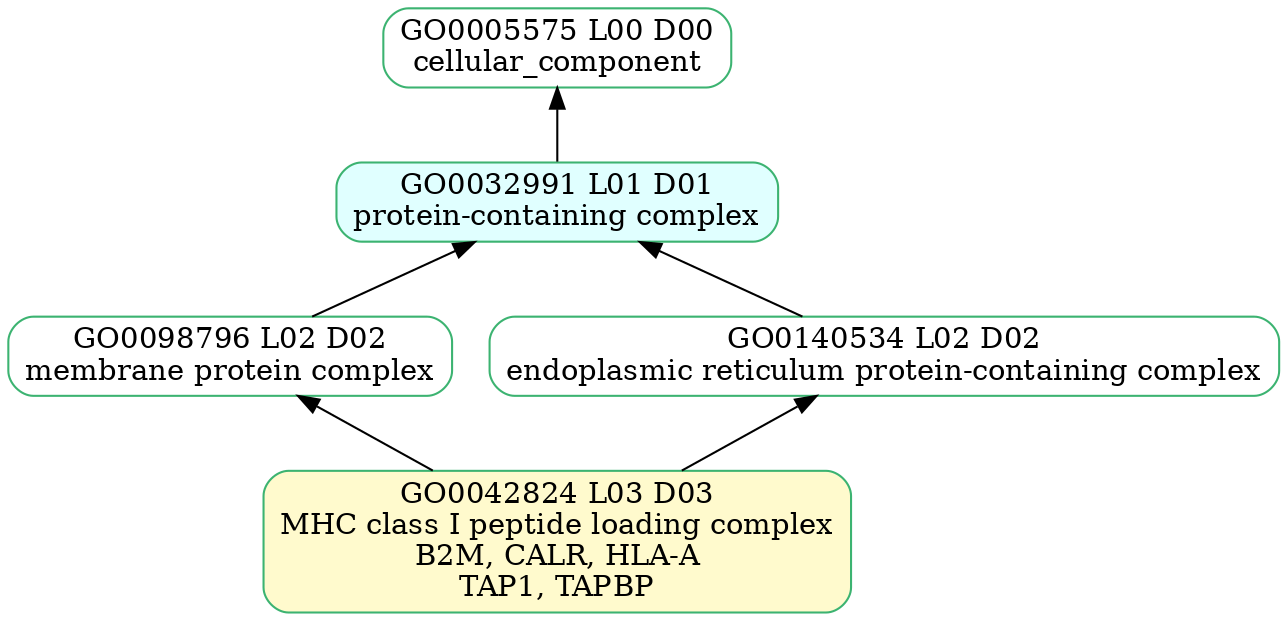 GO0005575 L00 D00
cellular_component
GO0032991 L01 D01
protein-containing complex
GO0098796 L02 D02
membrane protein complex
GO0140534 L02 D02
endoplasmic reticulum protein-containing complex
GO0042824 L03 D03
MHC class I peptide loading complex
B2M, CALR, HLA-A
TAP1, TAPBP